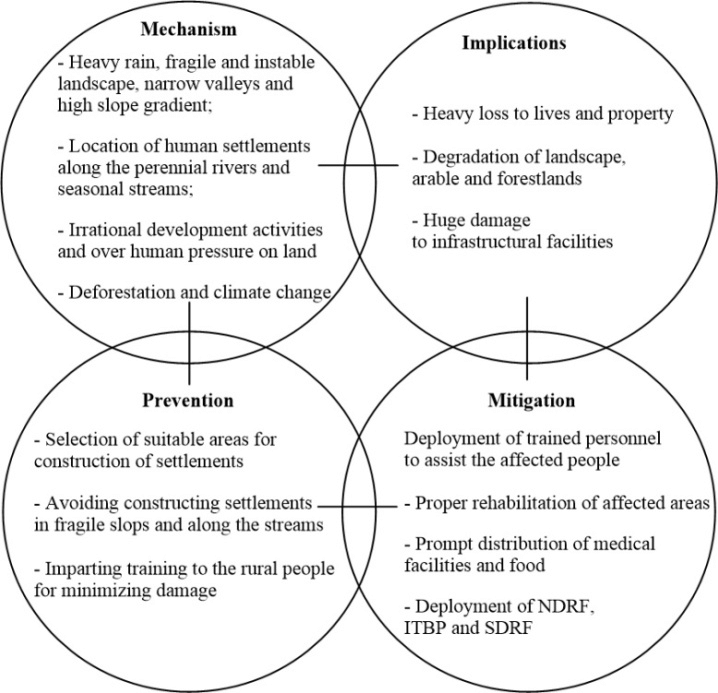 Mechanism
- Heavy rain, fragile and instable
landscape, narrow valleys and
high slope gradient;
- Location of human settlements
along the perennial rivers and
seasonal streams;
- Irrational development activities
and over human pressure on land
- Deforestation and climate change
Implications
- Heavy loss to lives and property
- Degradation of landscape,
arable and forestlands
- Huge damage
to infrastructural facilities
Prevention
- Selection of suitable areas for
construction of settlements
- Avoiding constructing settlements
in fragile slops and along the streams
- Imparting training to the rural people
for minimizing damage
Mitigation
Deployment of trained personnel
to assist the affected people
- Proper rehabilitation of affected areas
- Prompt distribution of medical
facilities and food
- Deployment of NDRF,
ITBP and SDRF